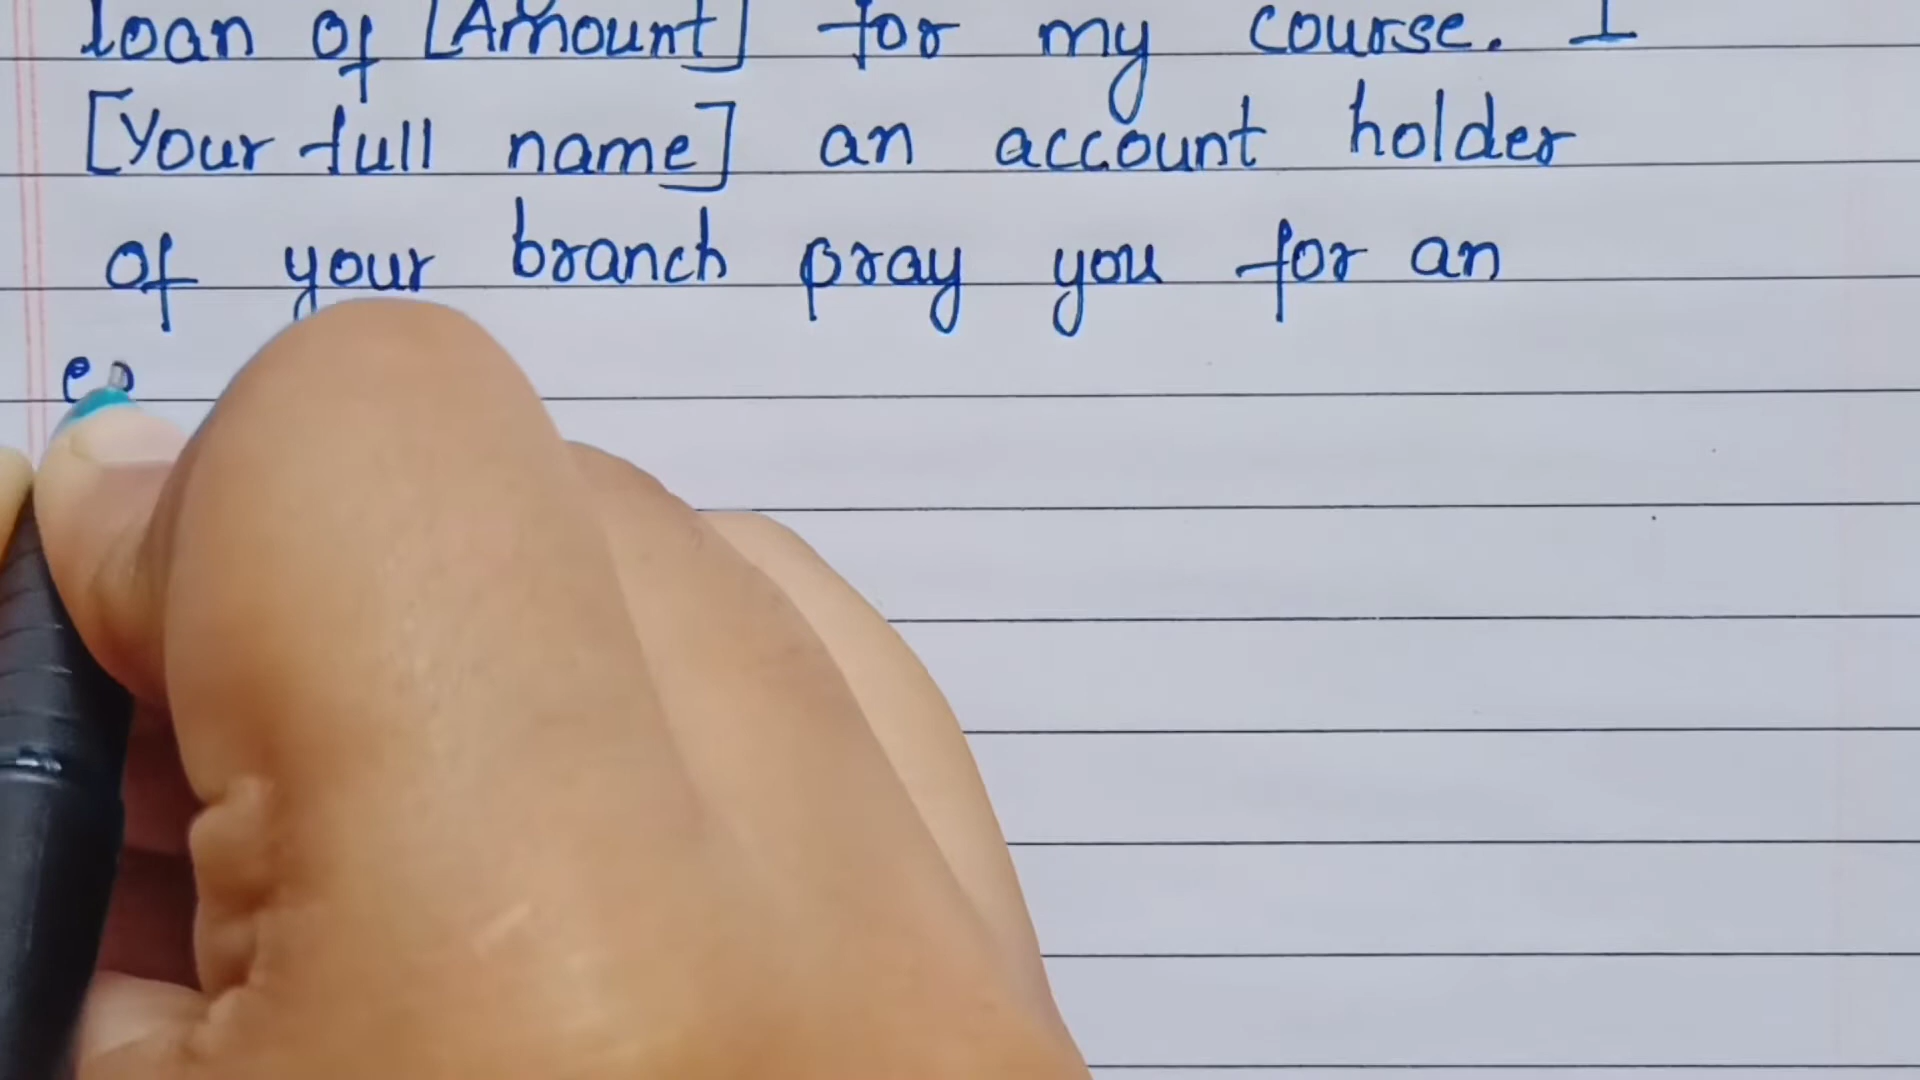 loan of [Amount] for my course. I
[Your full name] an account holder
of your branch pray you for an